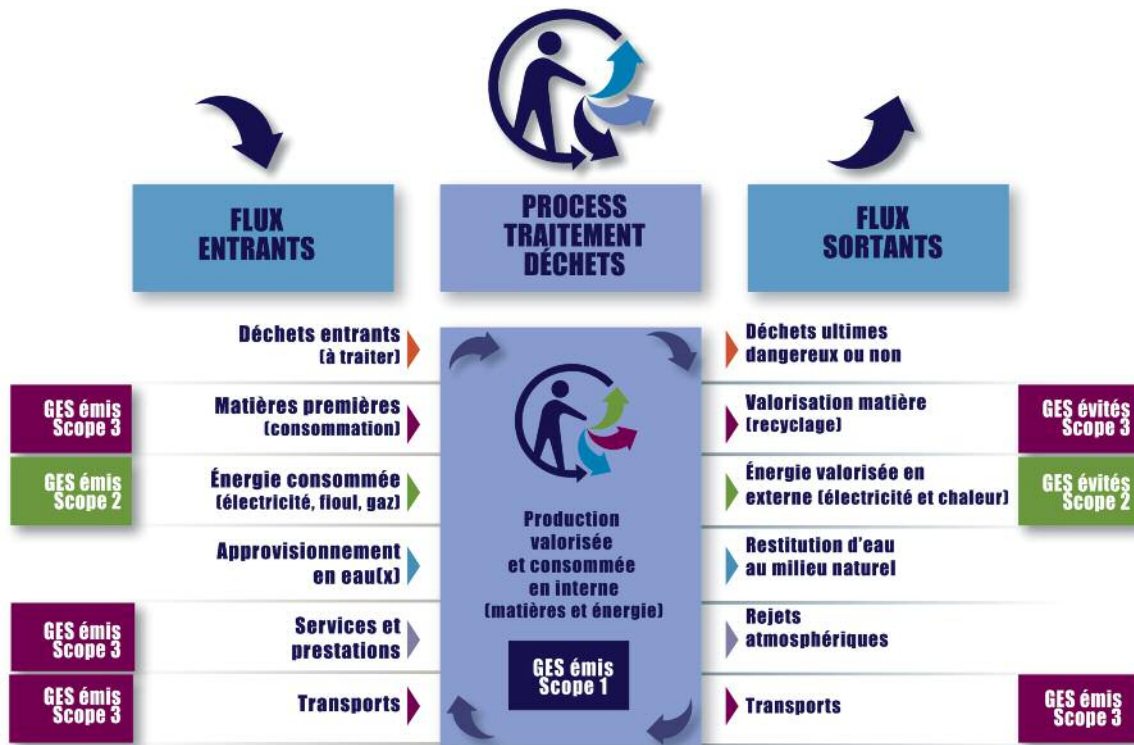 FLUX
ENTRANTS
PROCESS
TRAITEMENT
DÉCHETS
FLUX
SORTANTS
Déchets entrants
(à traiter)
Déchets ultimes
dangereux ou non
GES émis
Scope 3
Matières premières
(consommation)
Valorisation matière
(recyclage)
GES évités
Scope 3
GES émis
Scope 2
Énergie consommée
(électricité, fioul, gaz)
Énergie valorisée en
externe (électricité et chaleur)
GES évités
Scope 2
Approvisionnement
en eau(x)
Production
valorisée
et consommée
en interne
(matières et énergie)
Restitution d'eau
au milieu naturel
GES émis
Scope 3
Services et
prestations
GES émis
Scope 1
Rejets
atmosphériques
GES émis
Scope 3
Transports
Transports
GES émis
Scope 3